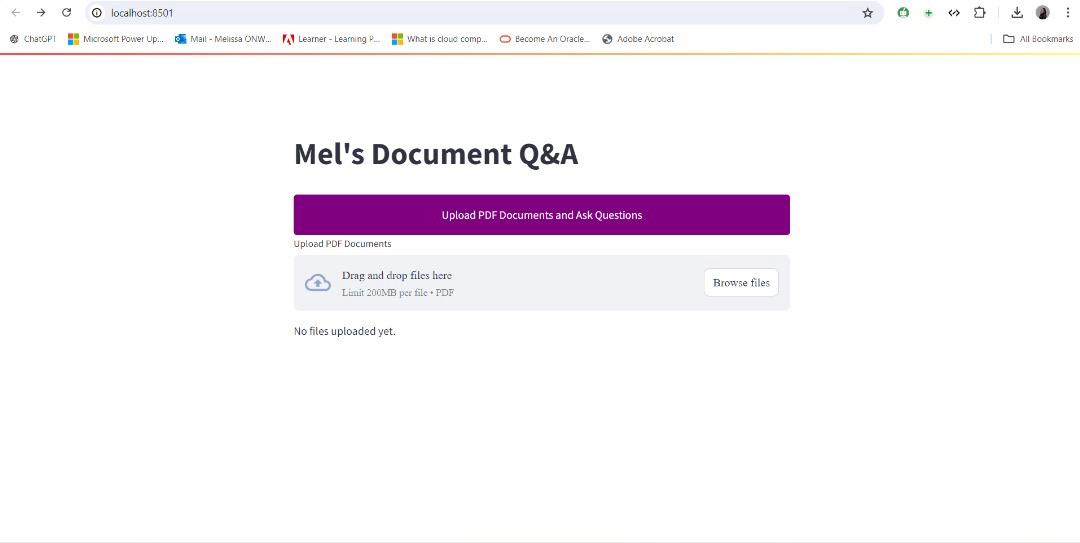 localhost:8501
ChatGPT Microsoft Power Up:... Mail - Melissa ONW... Learner - Learning P... What is cloud comp... Become An Oracle... Adobe Acrobat All Bookmarks
Mel's Document Q&A
Upload PDF Documents and Ask Questions
Upload PDF Documents
Drag and drop files here
Limit 200MB per file • PDF
Browse files
No files uploaded yet.